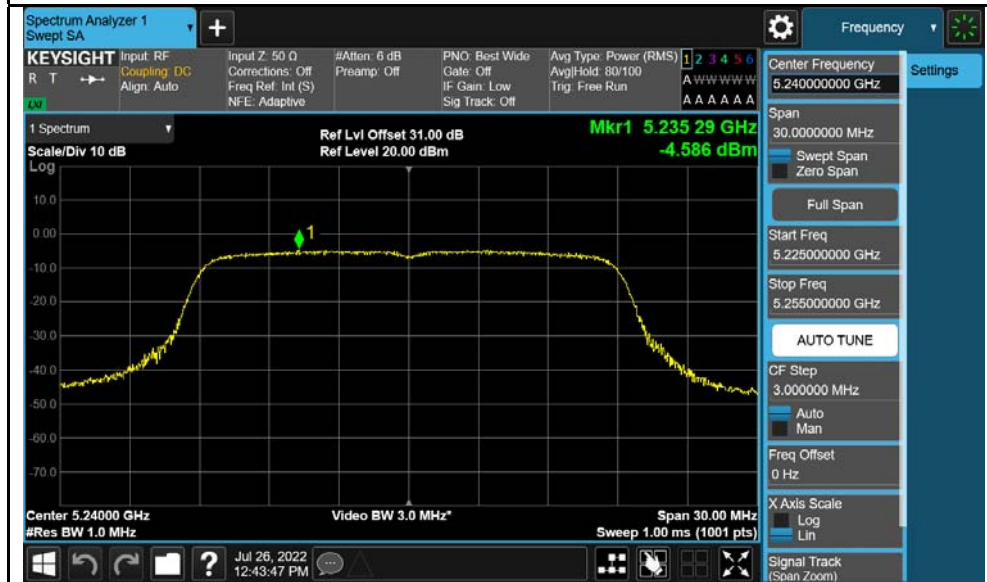 Spectrum Analyzer 1
Swept SA
Frequency
KEYSIGHT
R T
LXI
Input: RF
Coupling: DC
Align: Auto
Input Z: 50 Ω
Corrections: Off
Freq Ref: Int (S)
NFE: Adaptive
#Atten: 6 dB
Preamp: Off
PNO: Best Wide
Gate: Off
IF Gain: Low
Sig Track: Off
Avg Type: Power (RMS)
Avg|Hold: 80/100
Trig: Free Run
1 2 3 4 5 6
A W W W W W
A A A A A A
1 Spectrum
Scale/Div 10 dB
Log
Ref Lvl Offset 31.00 dB
Ref Level 20.00 dBm
Mkr1 5.235 29 GHz
-4.586 dBm
10.0
0.00
-10.0
-20.0
-30.0
-40.0
-50.0
-60.0
-70.0
1
Center 5.24000 GHz
#Res BW 1.0 MHz
Video BW 3.0 MHz*
Span 30.00 MHz
Sweep 1.00 ms (1001 pts)
?
Jul 26, 2022
12:43:47 PM
Center Frequency
5.240000000 GHz
Settings
Span
30.0000000 MHz
Swept Span
Zero Span
Full Span
Start Freq
5.225000000 GHz
Stop Freq
5.255000000 GHz
AUTO TUNE
CF Step
3.000000 MHz
Auto
Man
Freq Offset
0 Hz
X Axis Scale
Log
Lin
Signal Track
(Span Zoom)